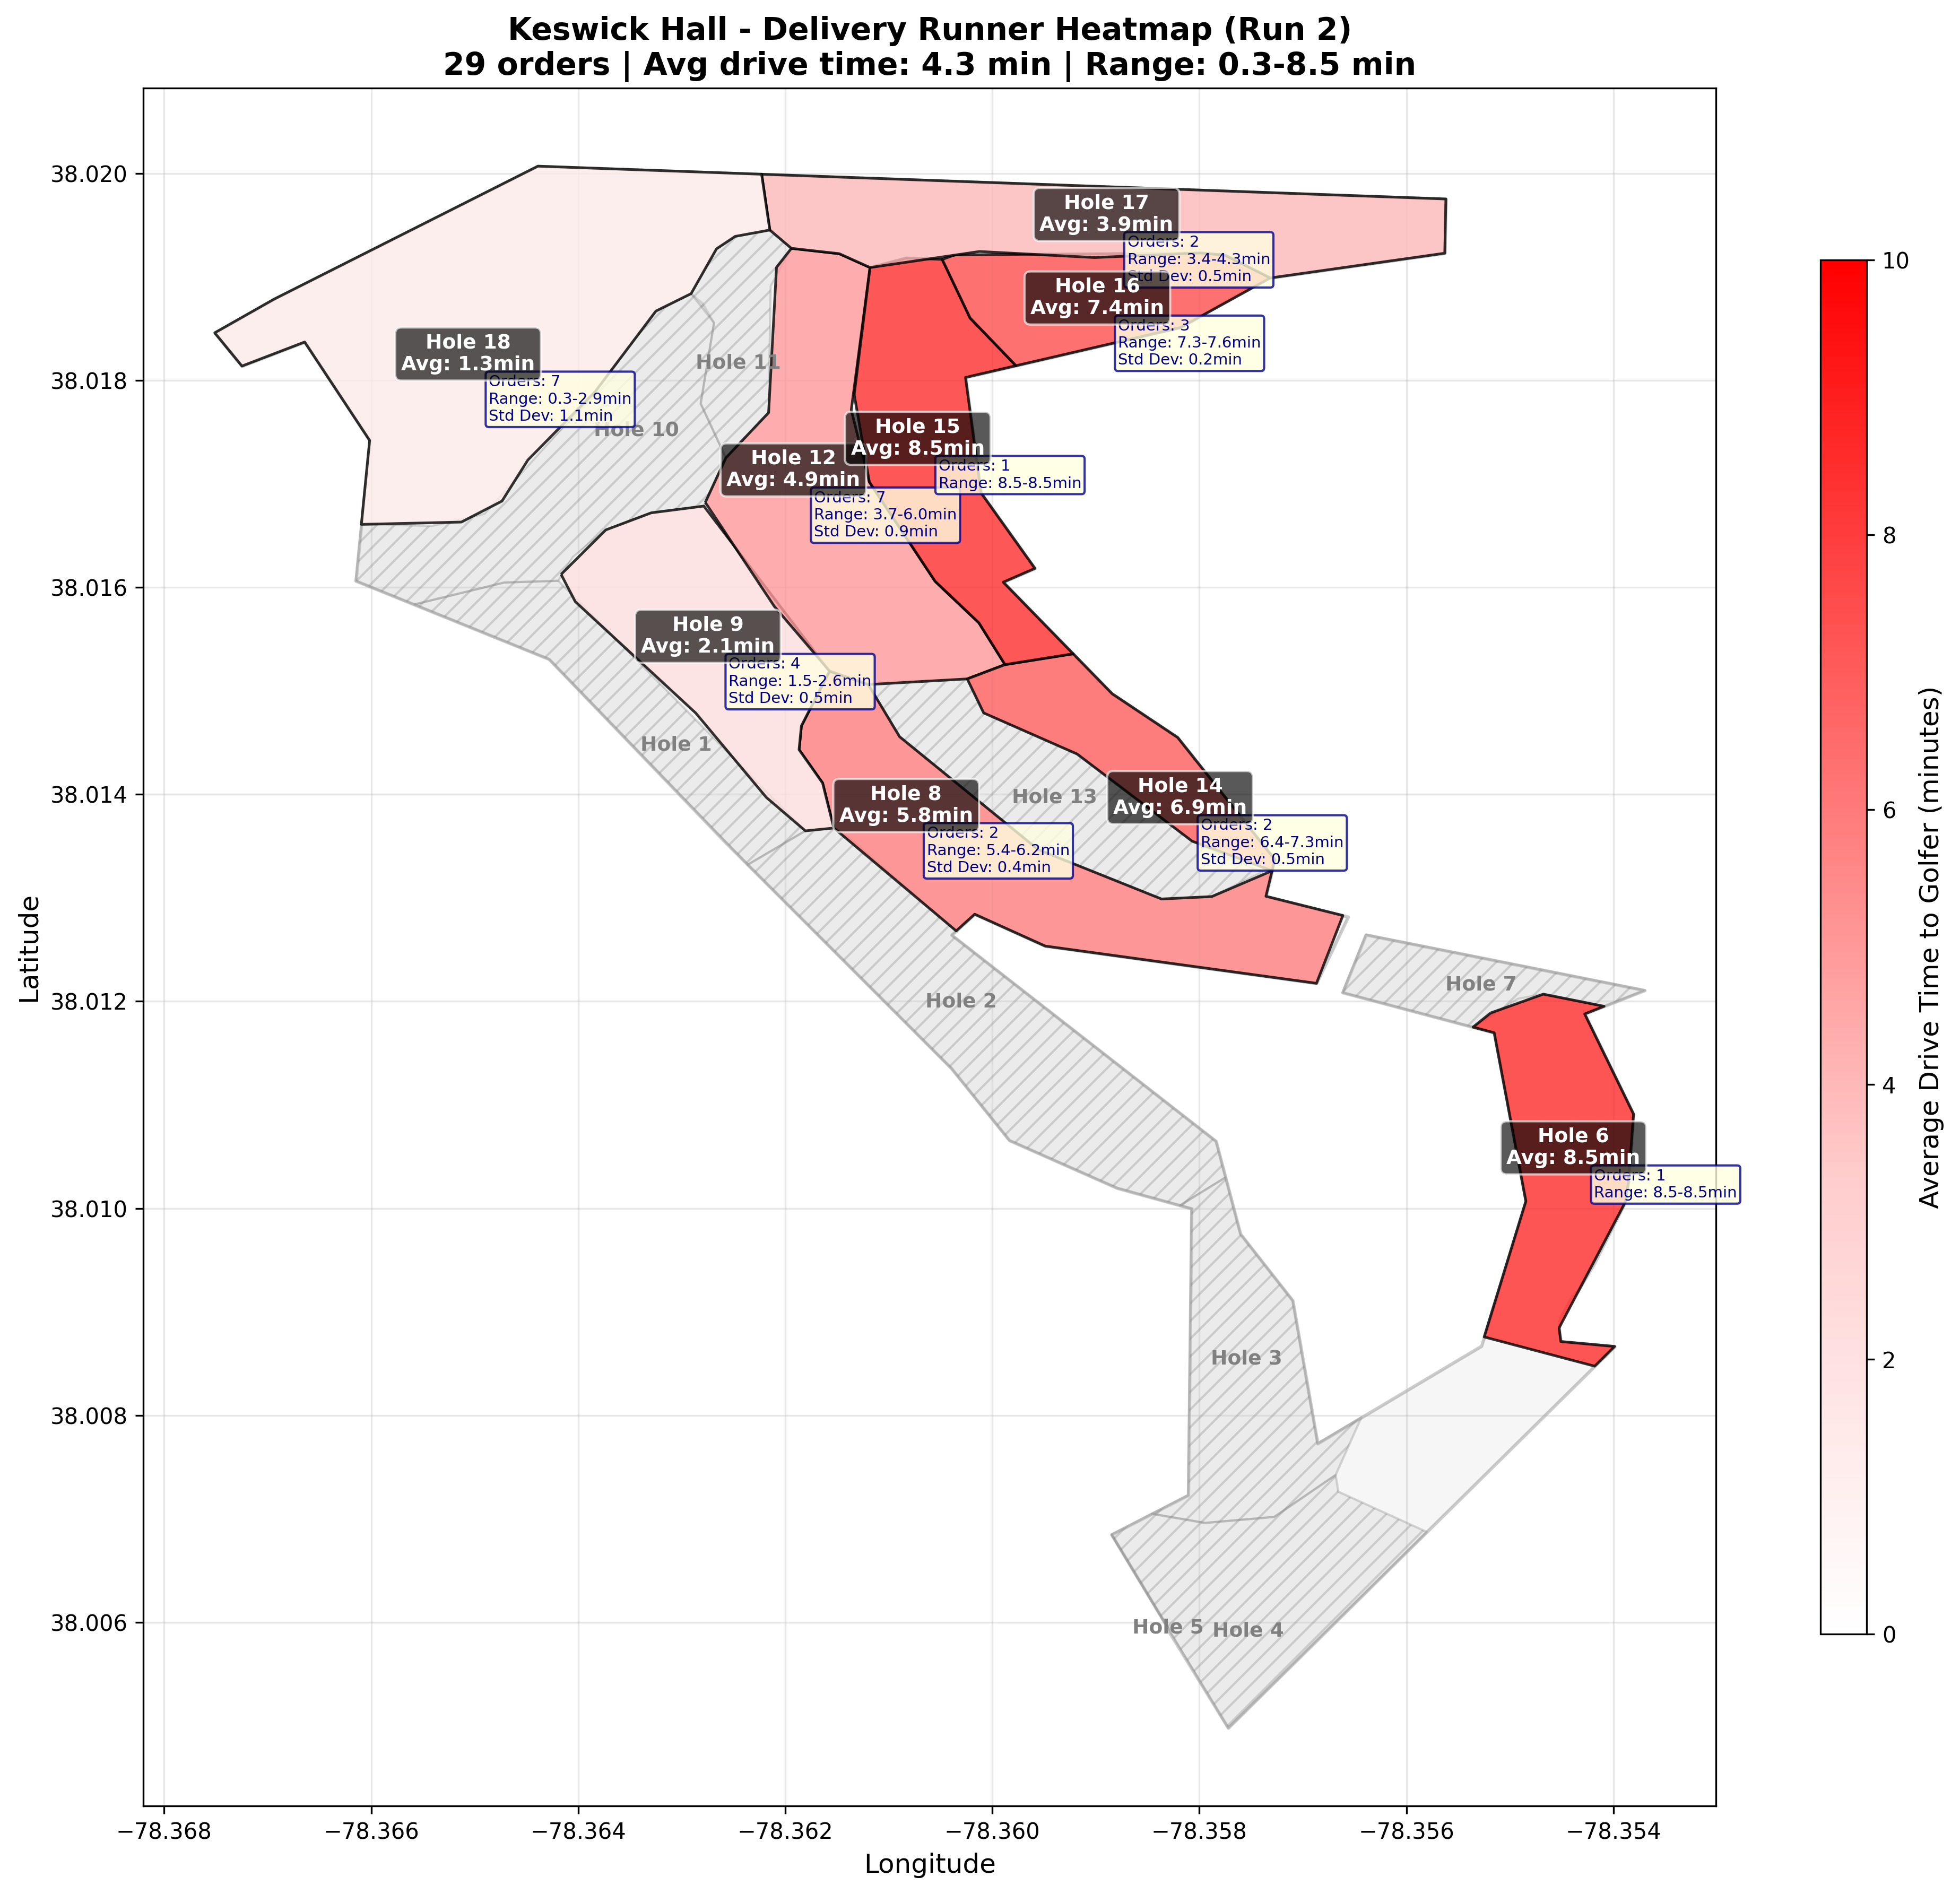 Keswick Hall - Delivery Runner Heatmap (Run 2)
29 orders | Avg drive time: 4.3 min | Range: 0.3-8.5 min
Hole 17
Avg: 3.9min
Orders: 2
Range: 3.4-4.3min
Std Dev: 0.5min
Hole 16
Avg: 7.4min
Orders: 3
Range: 7.3-7.6min
Std Dev: 0.2min
Hole 18
Avg: 1.3min
Orders: 7
Range: 0.3-2.9min
Std Dev: 1.1min
Hole 11
Hole 10
Hole 15
Avg: 8.5min
Orders: 1
Range: 8.5-8.5min
Hole 12
Avg: 4.9min
Orders: 7
Range: 3.7-6.0min
Std Dev: 0.9min
Hole 9
Avg: 2.1min
Orders: 4
Range: 1.5-2.6min
Std Dev: 0.5min
Hole 1
Hole 8
Avg: 5.8min
Orders: 2
Range: 5.4-6.2min
Std Dev: 0.4min
Hole 13
Hole 14
Avg: 6.9min
Orders: 2
Range: 6.4-7.3min
Std Dev: 0.5min
Hole 2
Hole 7
Hole 6
Avg: 8.5min
Orders: 1
Range: 8.5-8.5min
Hole 3
Hole 5
Hole 4
38.020
38.018
38.016
38.014
38.012
38.010
38.008
38.006
Latitude
−78.368
−78.366
−78.364
−78.362
−78.360
−78.358
−78.356
−78.354
Longitude
10
8
6
4
2
0
Average Drive Time to Golfer (minutes)